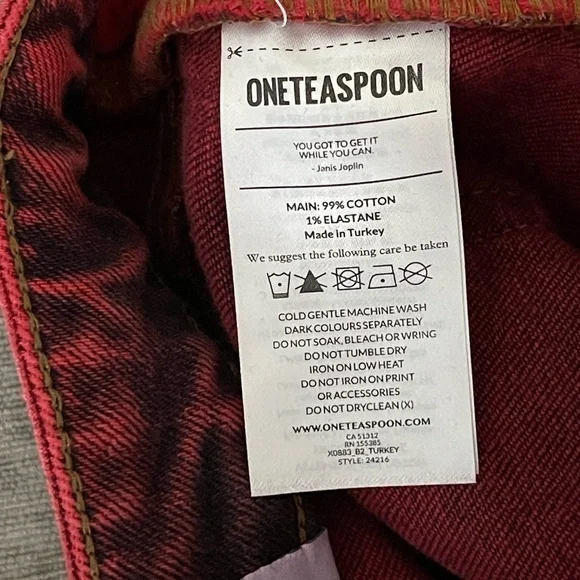 ONETEASPOON
YOU GOT TO GET IT
WHILE YOU CAN.
- Janis Joplin
MAIN: 99% COTTON
1% ELASTANE
Made in Turkey
We suggest the following care be taken
COLD GENTLE MACHINE WASH
DARK COLOURS SEPARATELY
DO NOT SOAK, BLEACH OR WRING
DO NOT TUMBLE DRY
IRON ON LOW HEAT
DO NOT IRON ON PRINT
OR ACCESSORIES
DO NOT DRYCLEAN (X)
WWW.ONETEASPOON.COM
CA 51312
RN 155385
X0883_B2_TURKEY
STYLE: 24216